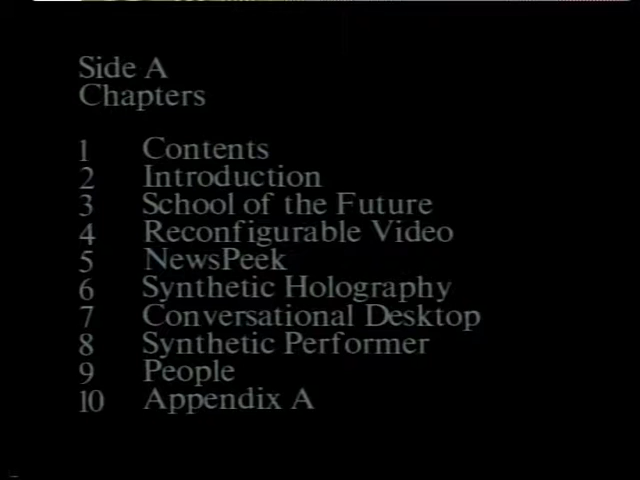 Side A
Chapters
1 Contents
2 Introduction
3 School of the Future
4 Reconfigurable Video
5 NewsPeek
6 Synthetic Holography
7 Conversational Desktop
8 Synthetic Performer
9 People
10 Appendix A